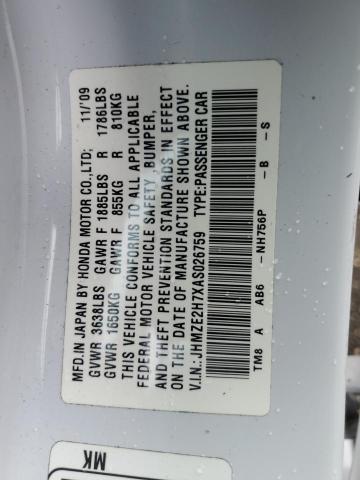 MFD.IN JAPAN BY HONDA MOTOR CO.,LTD; 11/'09
GVWR 3638LBS GAWR F 1885LBS R 1786LBS
GVWR 1650KG GAWR F 855KG R 810KG
THIS VEHICLE CONFORMS TO ALL APPLICABLE
FEDERAL MOTOR VEHICLE SAFETY, BUMPER,
AND THEFT PREVENTION STANDARDS IN EFFECT
ON THE DATE OF MANUFACTURE SHOWN ABOVE.
V.I.N.: JHMZE2H7XAS026759 TYPE:PASSENGER CAR
TM8 A AB6 -NH756P -B -S
MK